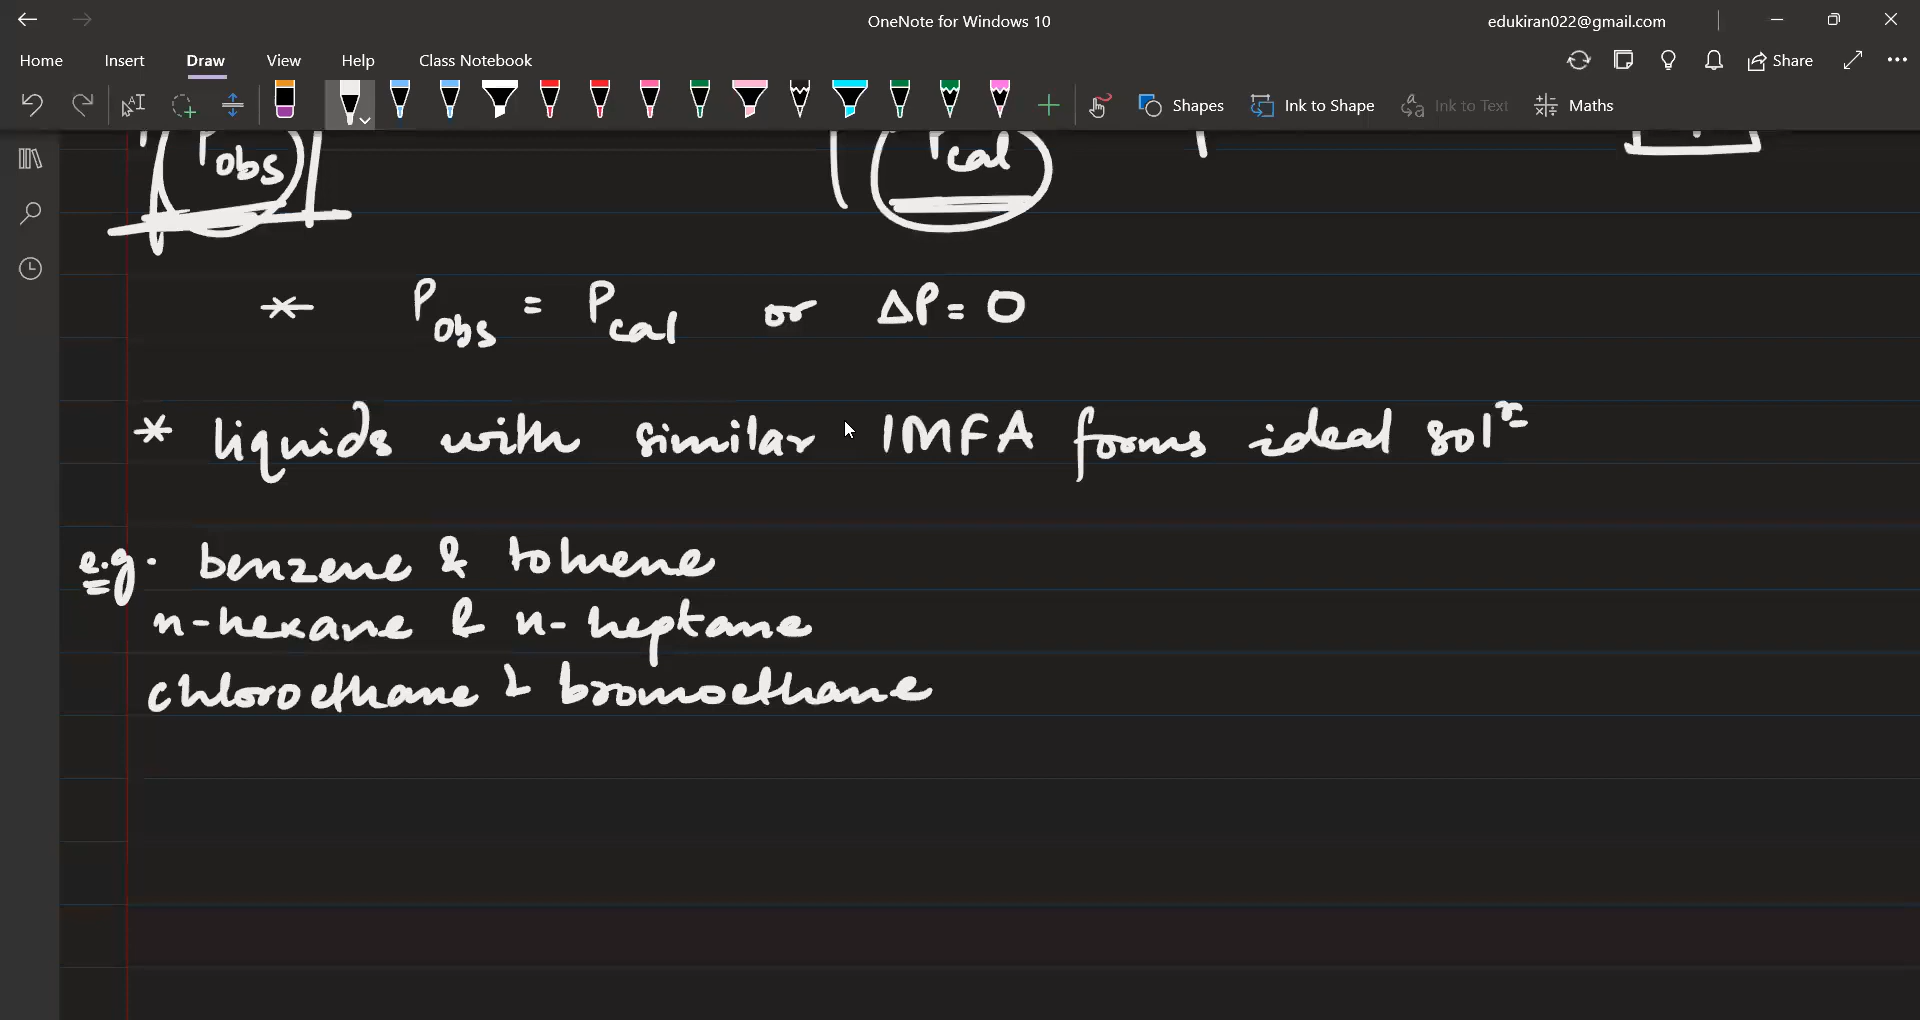 OneNote for Windows 10
edukiran022@gmail.com
Home Insert Draw View Help Class Notebook
Share
Shapes Ink to Shape Ink to Text Maths
Pobs Pcal
* Pobs = Pcal or ΔP = 0
* liquids with similar IMFA forms ideal solⁿ
e.g. benzene & toluene
n-hexane & n-heptane
chloroethane & bromoethane